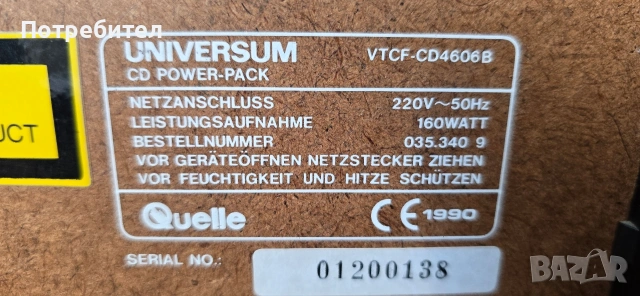 Потребител
UNIVERSUM VTCF-CD4606B
CD POWER-PACK
NETZANSCHLUSS 220V~50Hz
LEISTUNGSAUFNAHME 160WATT
BESTELLNUMMER 035.340 9
VOR GERÄTEÖFFNEN NETZSTECKER ZIEHEN
VOR FEUCHTIGKEIT UND HITZE SCHÜTZEN
Quelle CE 1990
SERIAL NO.: 01200138
UCT
BAZAR